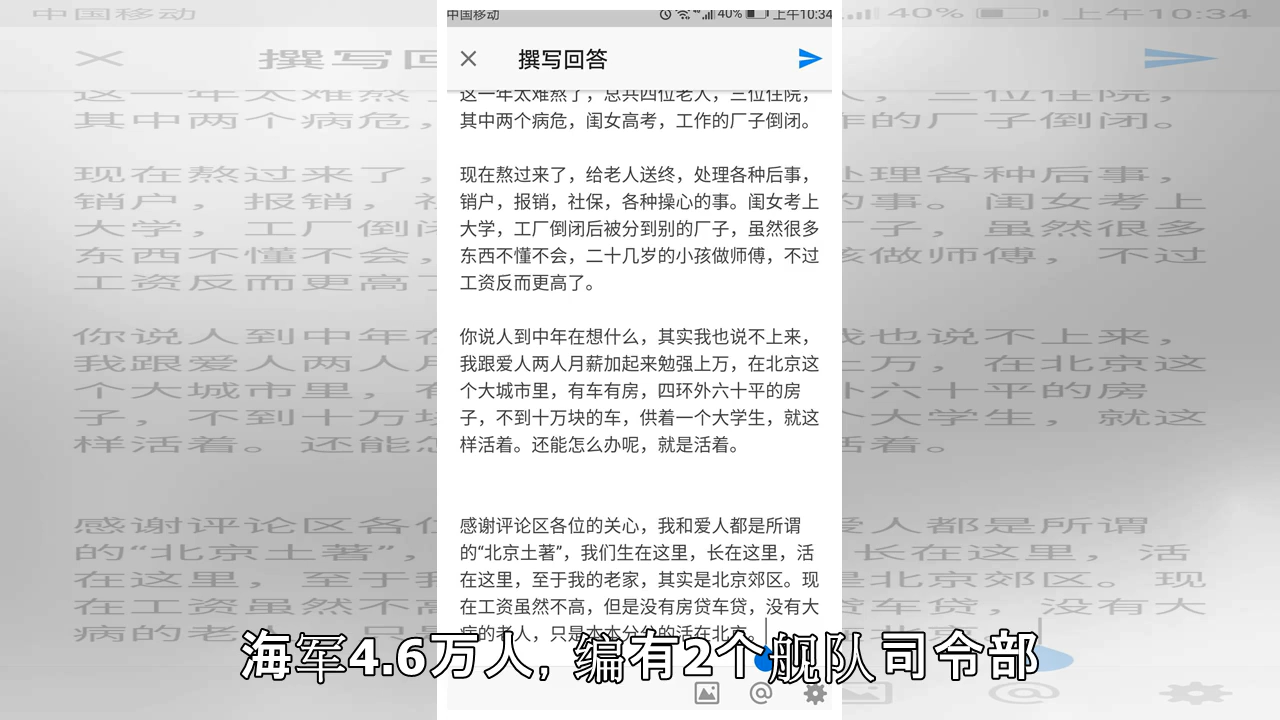 中国移动
40%
上午10:34
撰写回答
这一年太难熬了，总共四位老人，三位住院，
其中两个病危，闺女高考，工作的厂子倒闭。
现在熬过来了，给老人送终，处理各种后事，
销户，报销，社保，各种操心的事。闺女考上
大学，工厂倒闭后被分到别的厂子，虽然很多
东西不懂不会，二十几岁的小孩做师傅，不过
工资反而更高了。
你说人到中年在想什么，其实我也说不上来，
我跟爱人两人月薪加起来勉强上万，在北京这
个大城市里，有车有房，四环外六十平的房
子，不到十万块的车，供着一个大学生，就这
样活着。还能怎么办呢，就是活着。
感谢评论区各位的关心，我和爱人都是所谓
的“北京土著”，我们生在这里，长在这里，活
在这里，至于我的老家，其实是北京郊区。现
在工资虽然不高，但是没有房贷车贷，没有大
病的老人，只是本本分分的活在北京。
海军4.6万人，编有2个舰队司令部